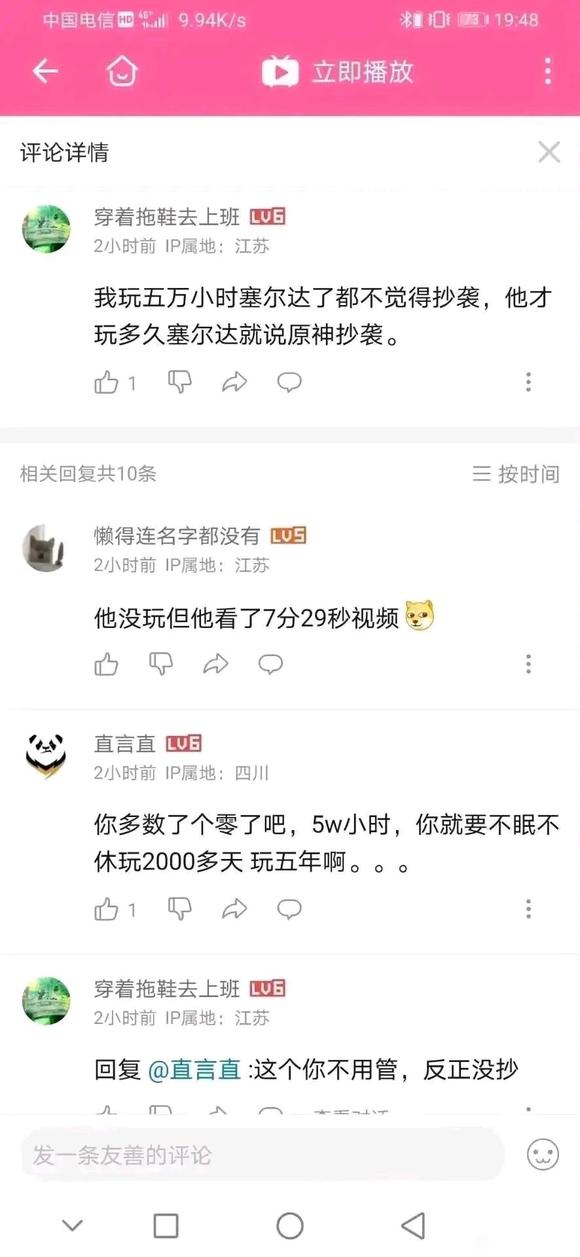 中国电信 HD 4G+ 9.94K/s 73 19:48
立即播放
评论详情
穿着拖鞋去上班 LV6
2小时前 IP属地：江苏
我玩五万小时塞尔达了都不觉得抄袭，他才
玩多久塞尔达就说原神抄袭。
1
相关回复共10条 按时间
懒得连名字都没有 LV5
2小时前 IP属地：江苏
他没玩但他看了7分29秒视频
直言直 LV6
2小时前 IP属地：四川
你多数了个零了吧，5w小时，你就要不眠不
休玩2000多天 玩五年啊。。。
1
穿着拖鞋去上班 LV6
2小时前 IP属地：江苏
回复 @直言直 :这个你不用管，反正没抄
发一条友善的评论